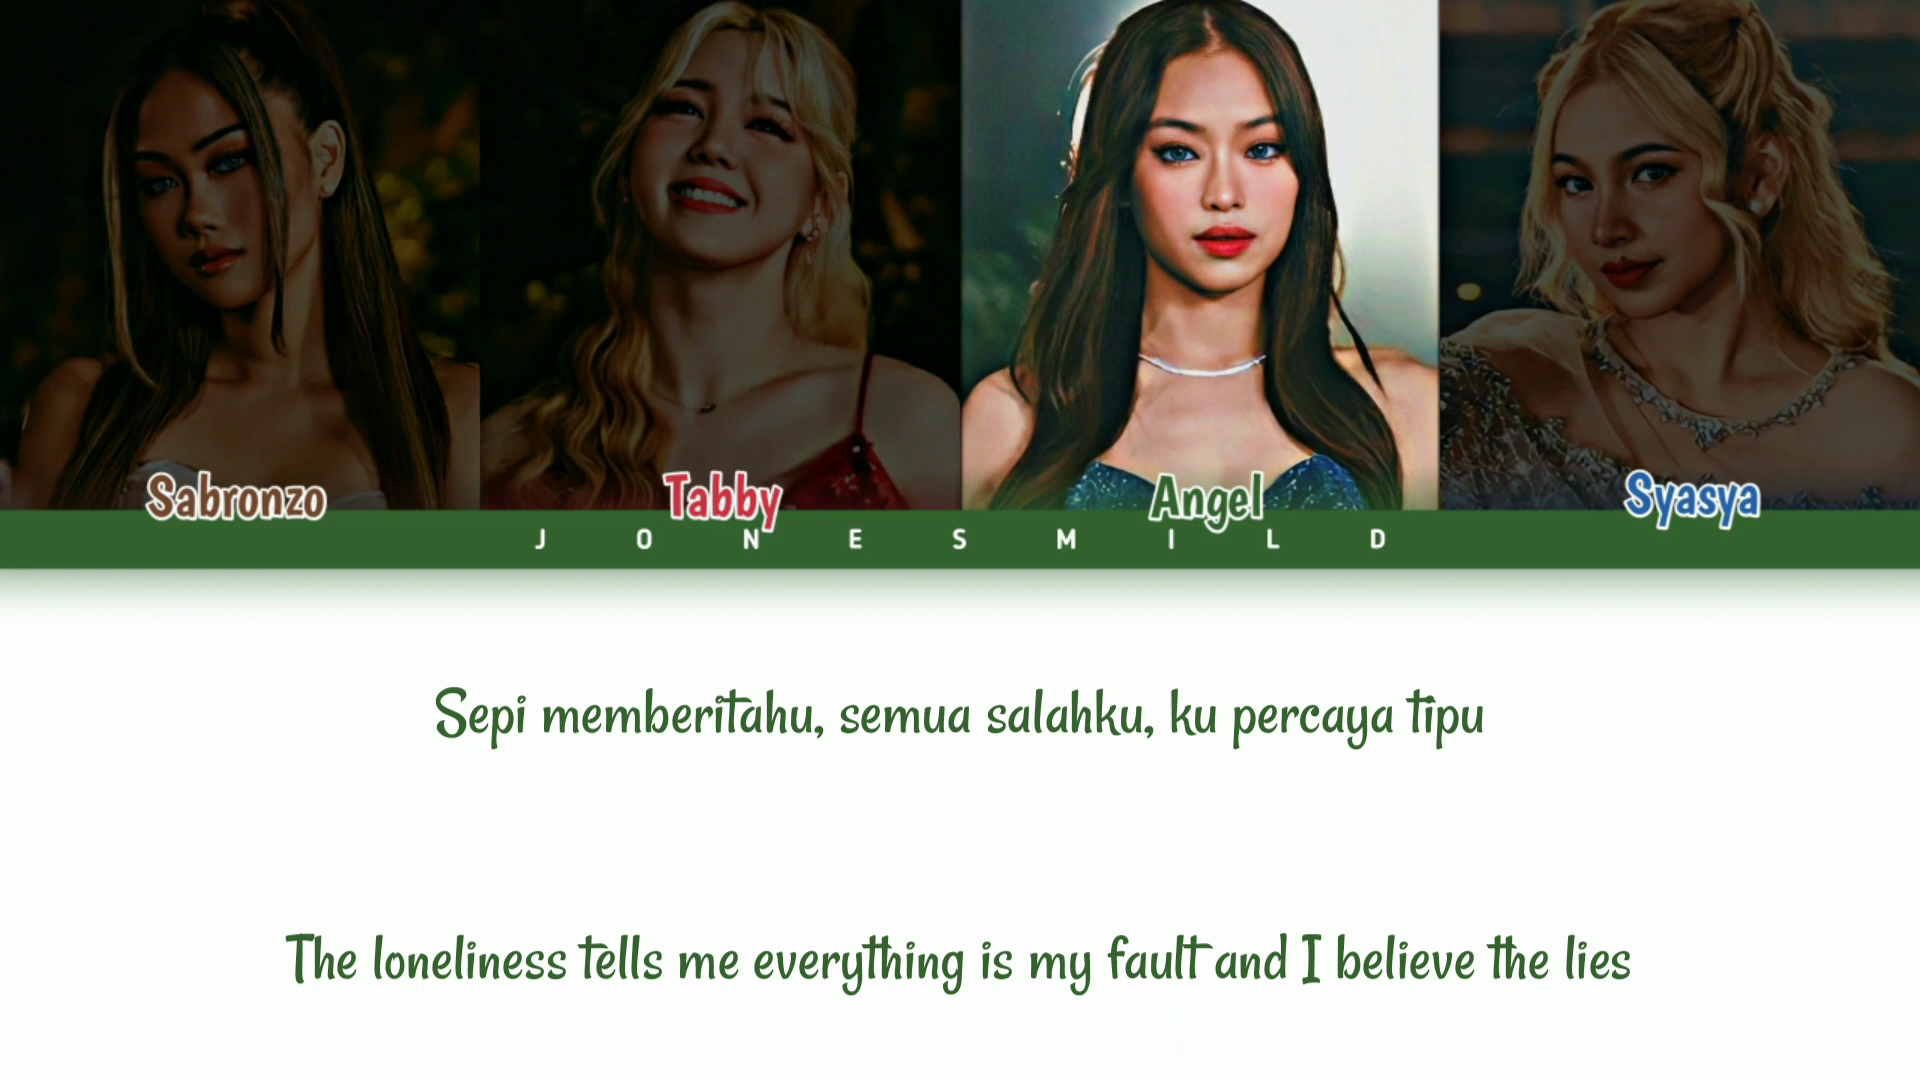 Sabronzo Tabby Angel Syasya
JONESMILD
Sepi memberitahu, semua salahku, ku percaya tipu
The loneliness tells me everything is my fault and I believe the lies